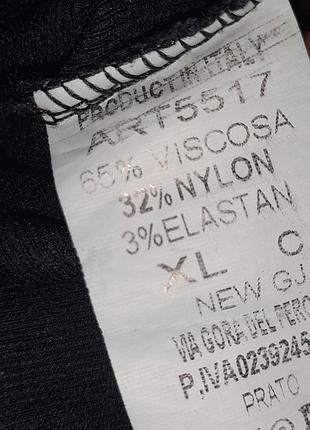 PRODUCT IN ITALY
ART5517
65% VISCOSA
32% NYLON
3% ELASTAN
XL C
NEW GJ
VIA GORA DEL PERO
P.IVA0239245
PRATO